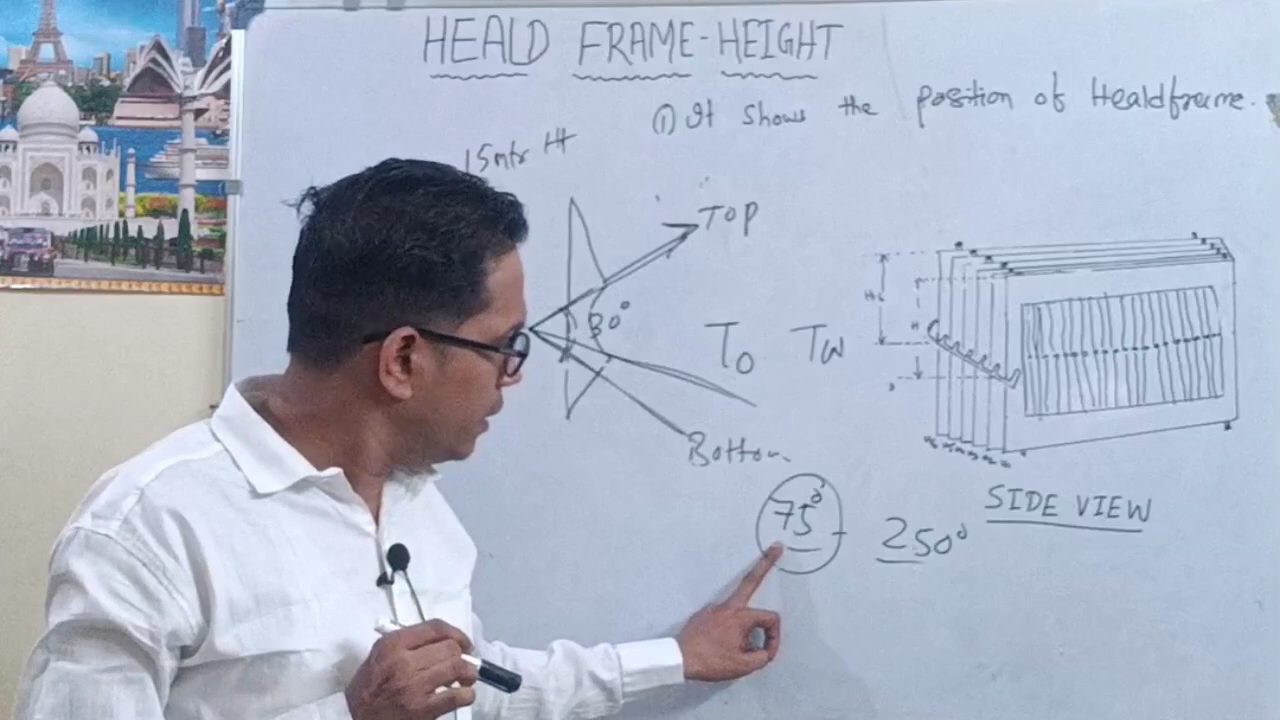 HEALD FRAME-HEIGHT
① It shows the position of Healdframe.
15mtr Ht
TOP
30°
To Tw
Bottom
75° - 250°
SIDE VIEW